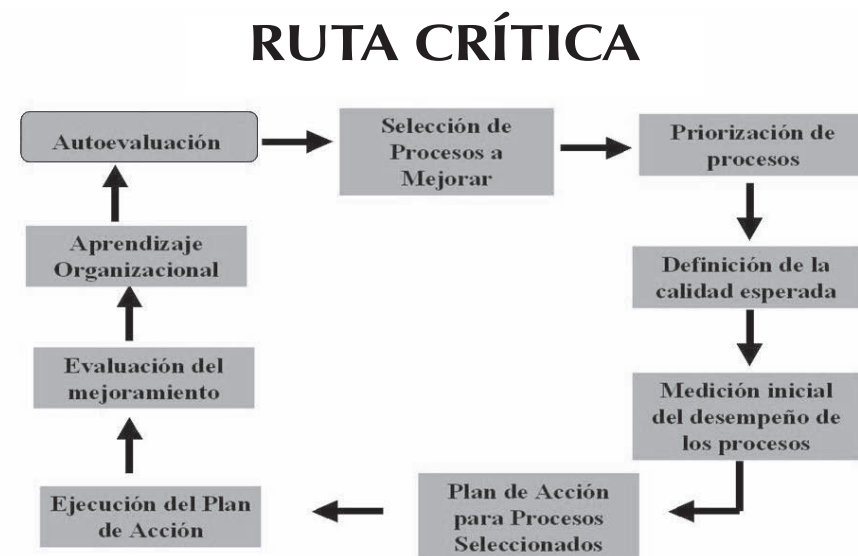 RUTA CRÍTICA
Autoevaluación
Selección de
Procesos a
Mejorar
Priorización de
procesos
Definición de la
calidad esperada
Medición inicial
del desempeño de
los procesos
Plan de Acción
para Procesos
Seleccionados
Ejecución del Plan
de Acción
Evaluación del
mejoramiento
Aprendizaje
Organizacional